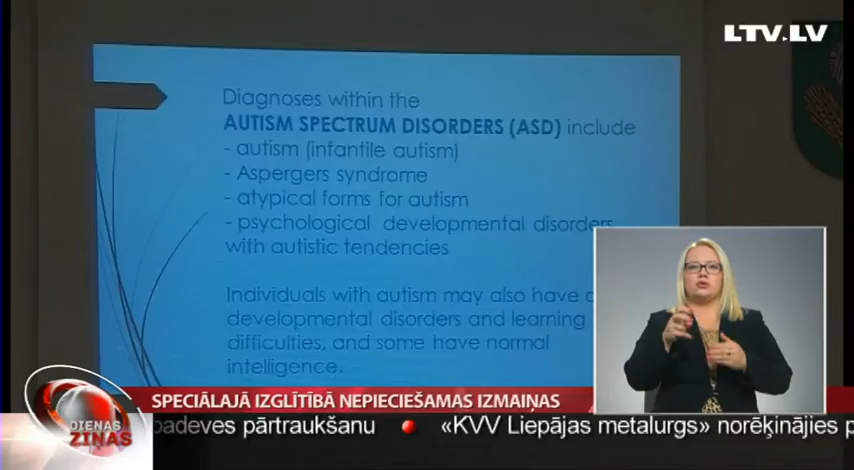 LTV.LV
Diagnoses within the
AUTISM SPECTRUM DISORDERS (ASD) include
- autism (infantile autism)
- Aspergers syndrome
- atypical forms for autism
- psychological developmental disorders
with autistic tendencies
Individuals with autism may also have
developmental disorders and learning
difficulties, and some have normal
intelligence.
SPECIĀLAJĀ IZGLĪTĪBĀ NEPIECIEŠAMAS IZMAIŅAS
DIENAS
ZIŅAS
padeves pārtraukšanu • «KVV Liepājas metalurgs» norēķinājies p